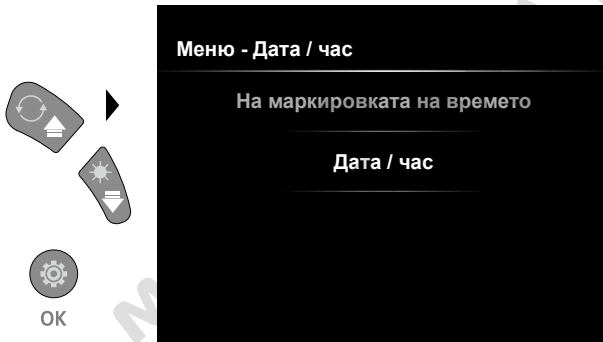 Меню - Дата / час
На маркировката на времето
Дата / час
OK